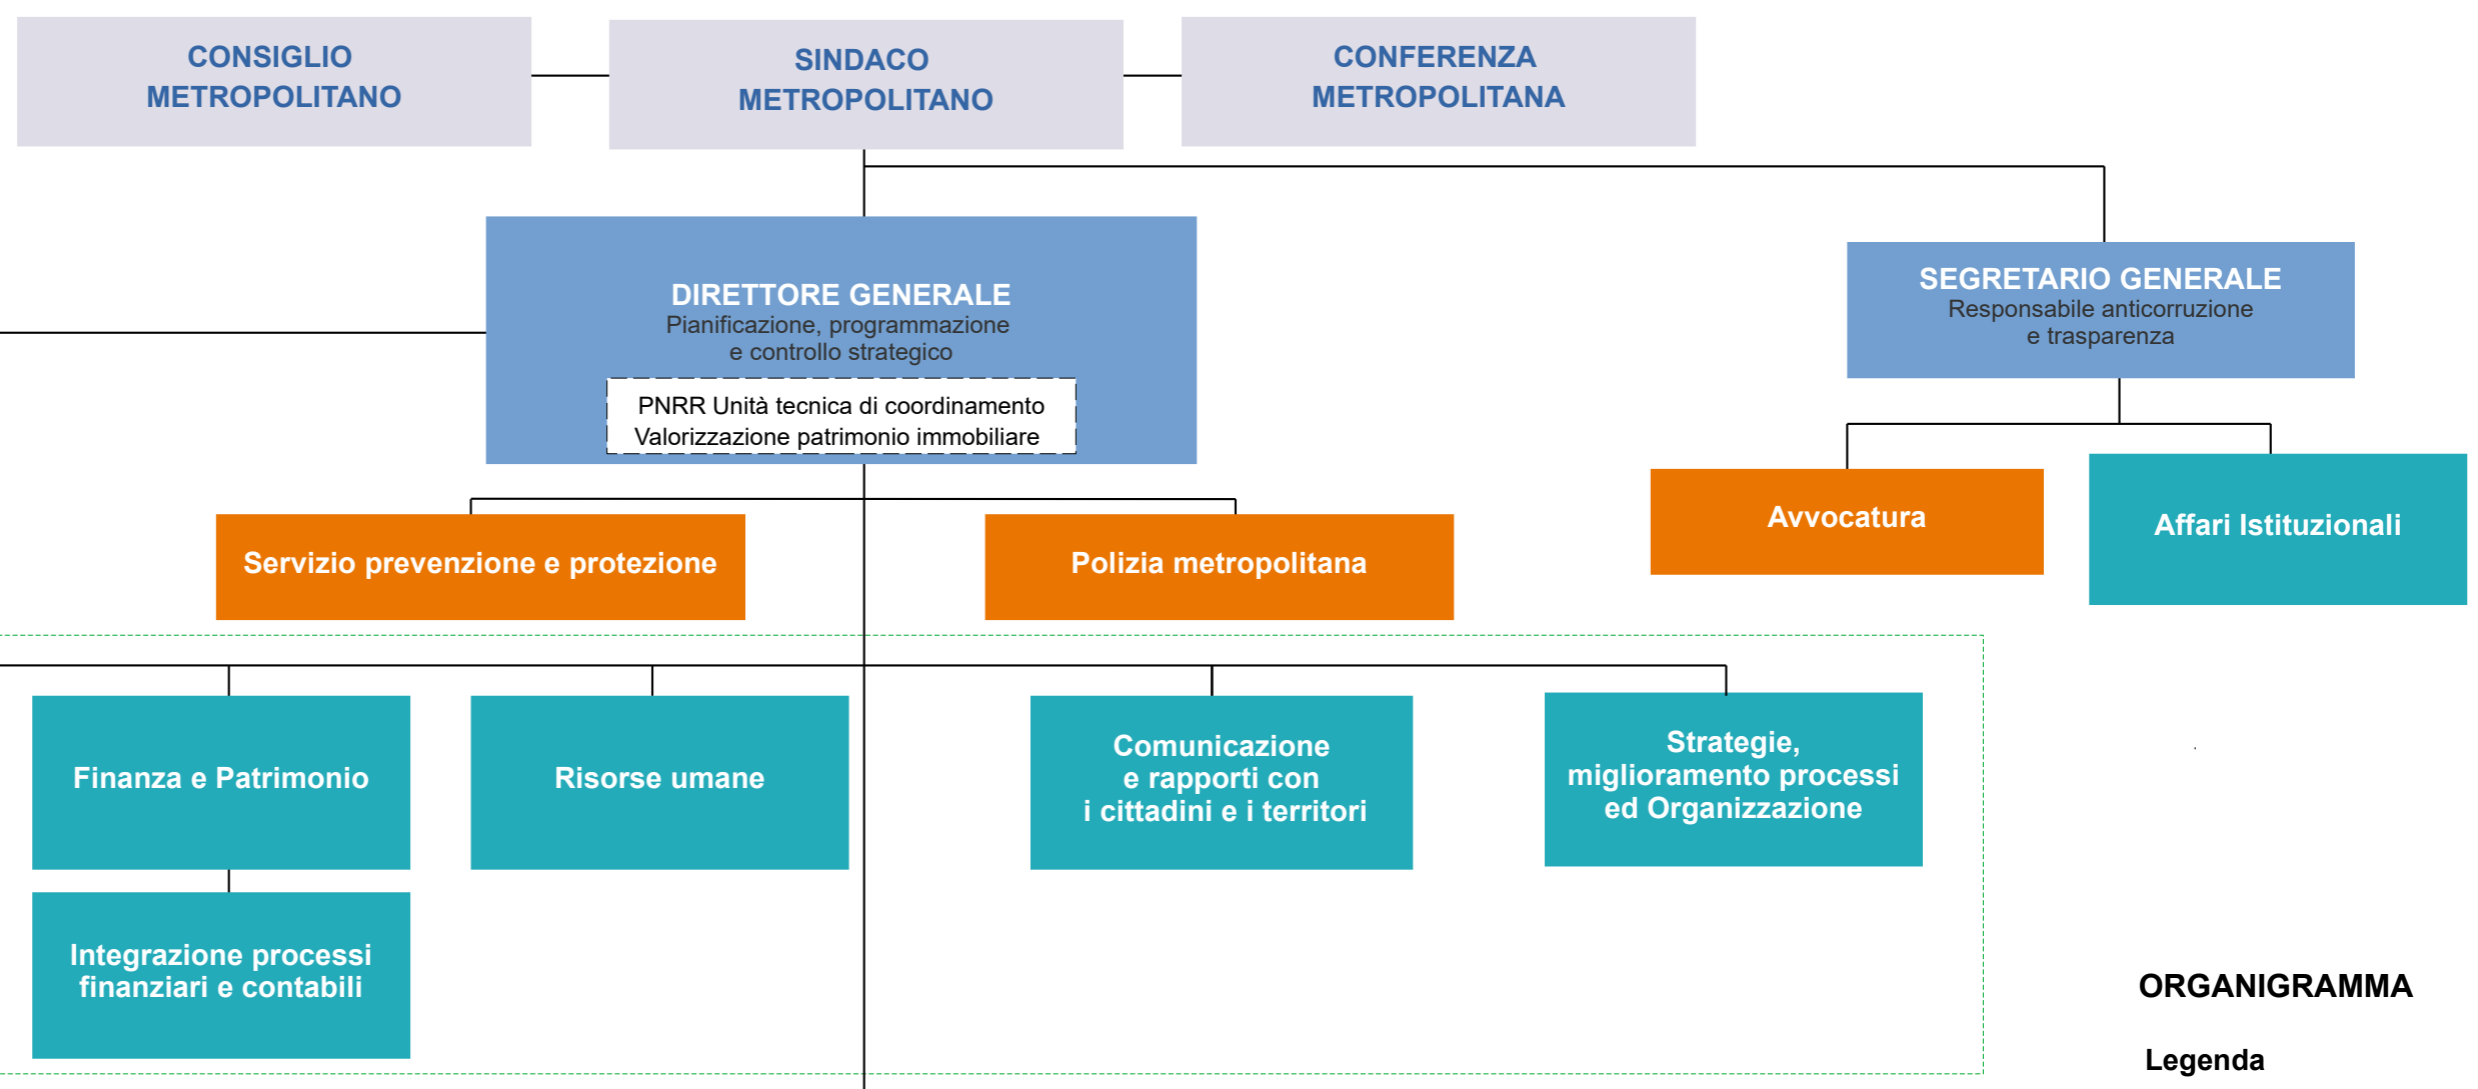 CONSIGLIO
METROPOLITANO
SINDACO
METROPOLITANO
CONFERENZA
METROPOLITANA
DIRETTORE GENERALE
Pianificazione, programmazione
e controllo strategico
PNRR Unità tecnica di coordinamento
Valorizzazione patrimonio immobiliare
SEGRETARIO GENERALE
Responsabile anticorruzione
e trasparenza
Servizio prevenzione e protezione
Polizia metropolitana
Avvocatura
Affari Istituzionali
Finanza e Patrimonio
Risorse umane
Comunicazione
e rapporti con
i cittadini e i territori
Strategie,
miglioramento processi
ed Organizzazione
Integrazione processi
finanziari e contabili
ORGANIGRAMMA
Legenda